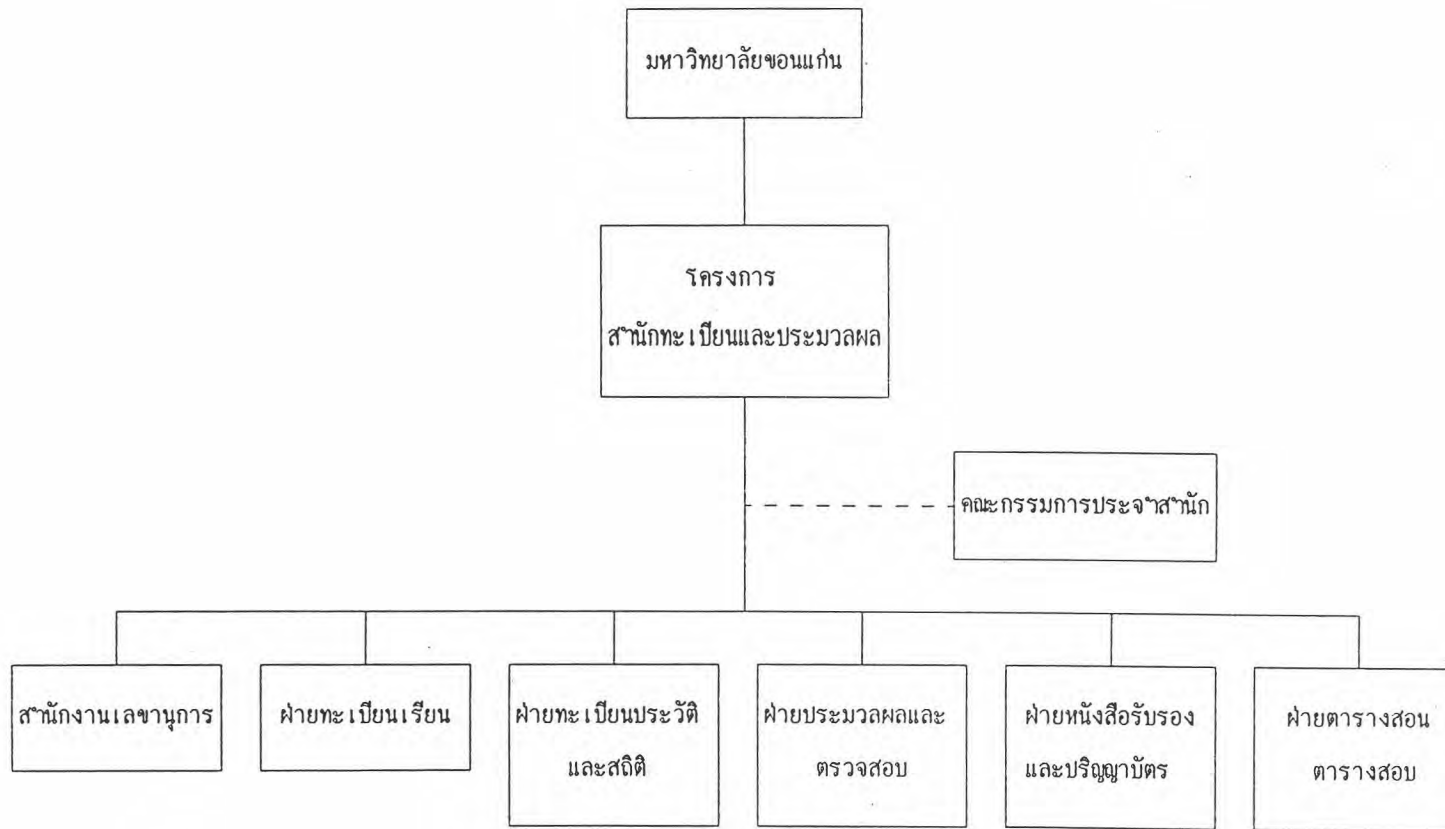 มหาวิทยาลัยขอนแก่น
โครงการ
สำนักทะเบียนและประมวลผล
คณะกรรมการประจำสำนัก
สำนักงานเลขานุการ
ฝ่ายทะเบียนเรียน
ฝ่ายทะเบียนประวัติ
และสถิติ
ฝ่ายประมวลผลและ
ตรวจสอบ
ฝ่ายหนังสือรับรอง
และปริญญาบัตร
ฝ่ายตารางสอน
ตารางสอบ